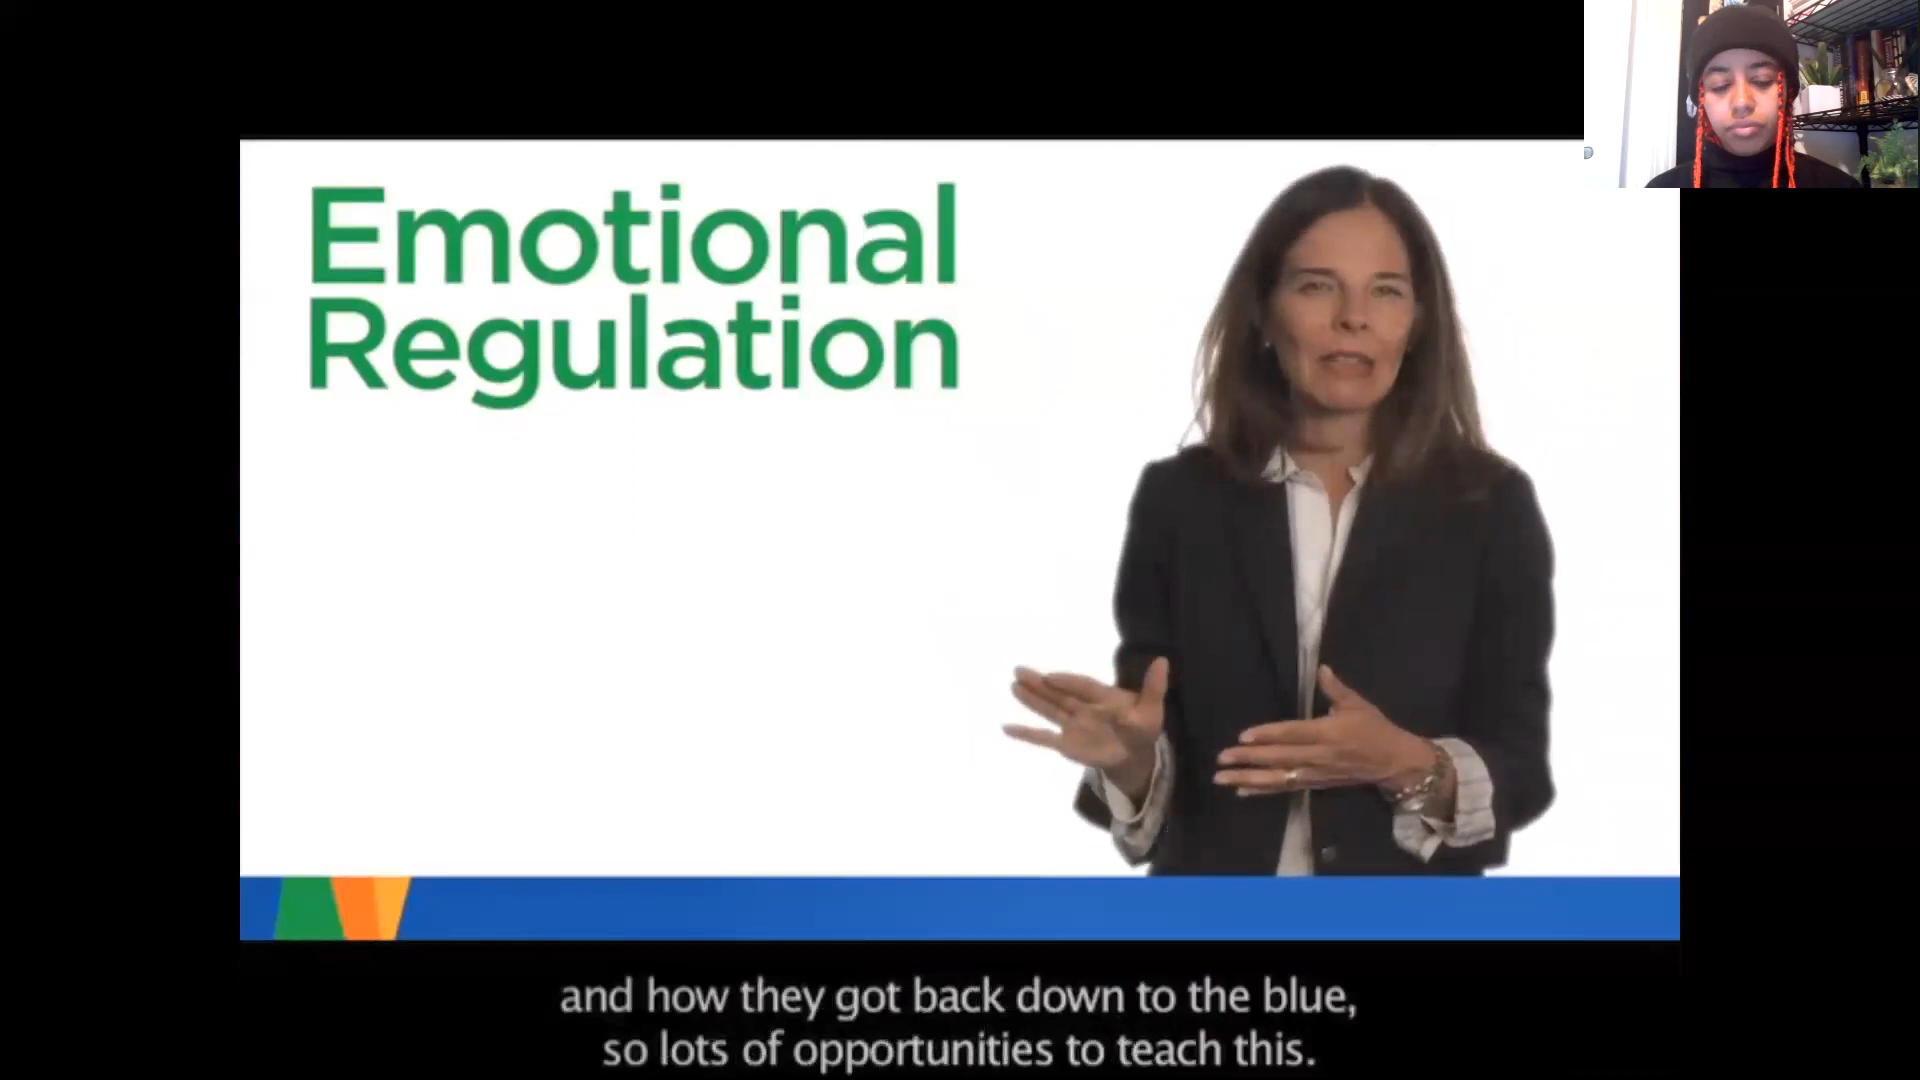 Emotional
Regulation
and how they got back down to the blue,
so lots of opportunities to teach this.